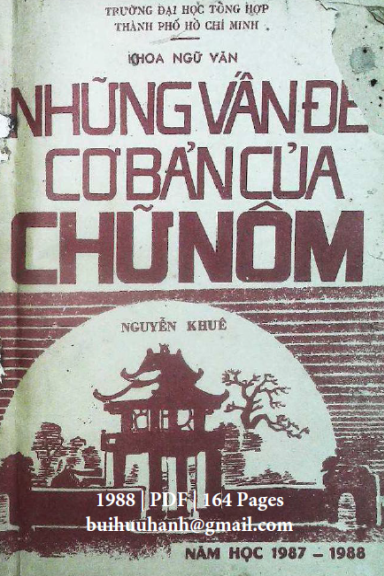 TRƯỜNG ĐẠI HỌC TỔNG HỢP
THÀNH PHỐ HỒ CHÍ MINH
KHOA NGỮ VĂN
NHỮNG VẤN ĐỀ
CƠ BẢN CỦA
CHỮ NÔM
NGUYỄN KHUÊ
1988 | PDF | 164 Pages
buihuuhanh@gmail.com
NĂM HỌC 1987 – 1988